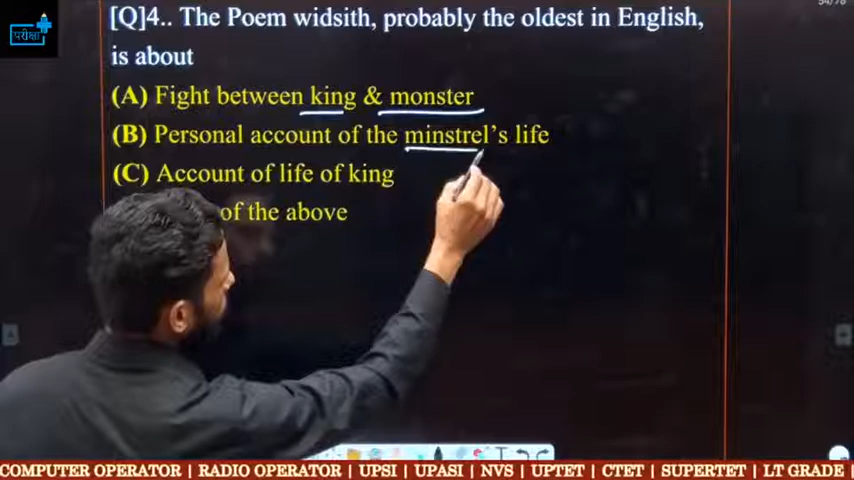 54/78
परीक्षा
[Q]4.. The Poem widsith, probably the oldest in English,
is about
(A) Fight between king & monster
(B) Personal account of the minstrel's life
(C) Account of life of king
of the above
COMPUTER OPERATOR | RADIO OPERATOR | UPSI | UPASI | NVS | UPTET | CTET | SUPERTET | LT GRADE |